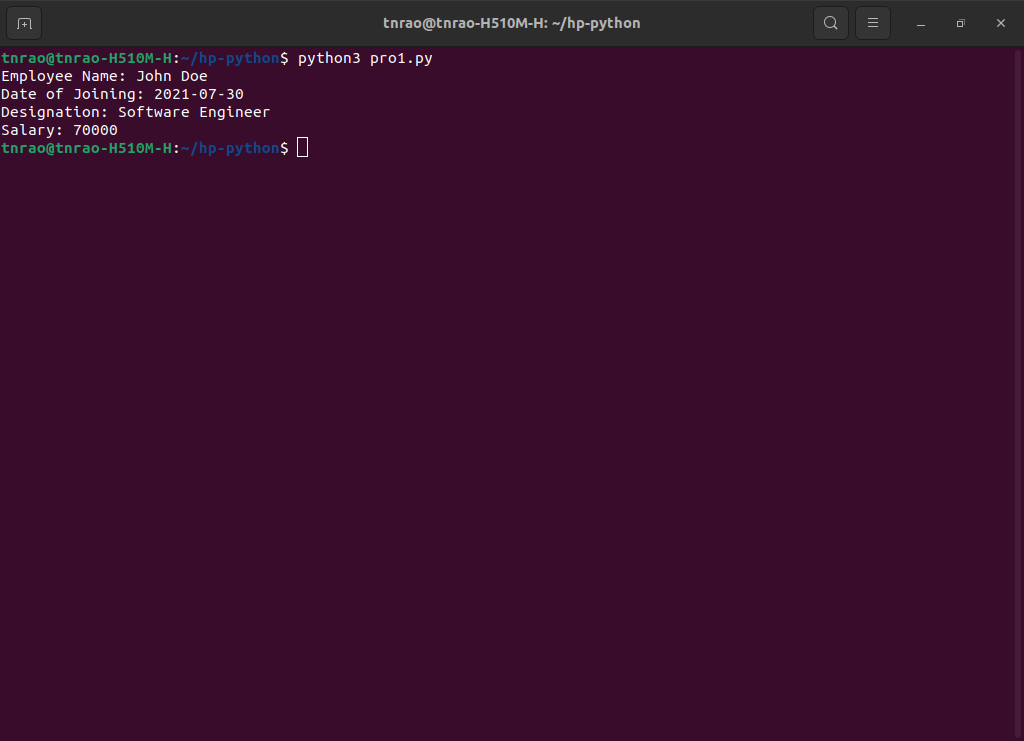 tnrao@tnrao-H510M-H: ~/hp-python
tnrao@tnrao-H510M-H:~/hp-python$ python3 pro1.py
Employee Name: John Doe
Date of Joining: 2021-07-30
Designation: Software Engineer
Salary: 70000
tnrao@tnrao-H510M-H:~/hp-python$